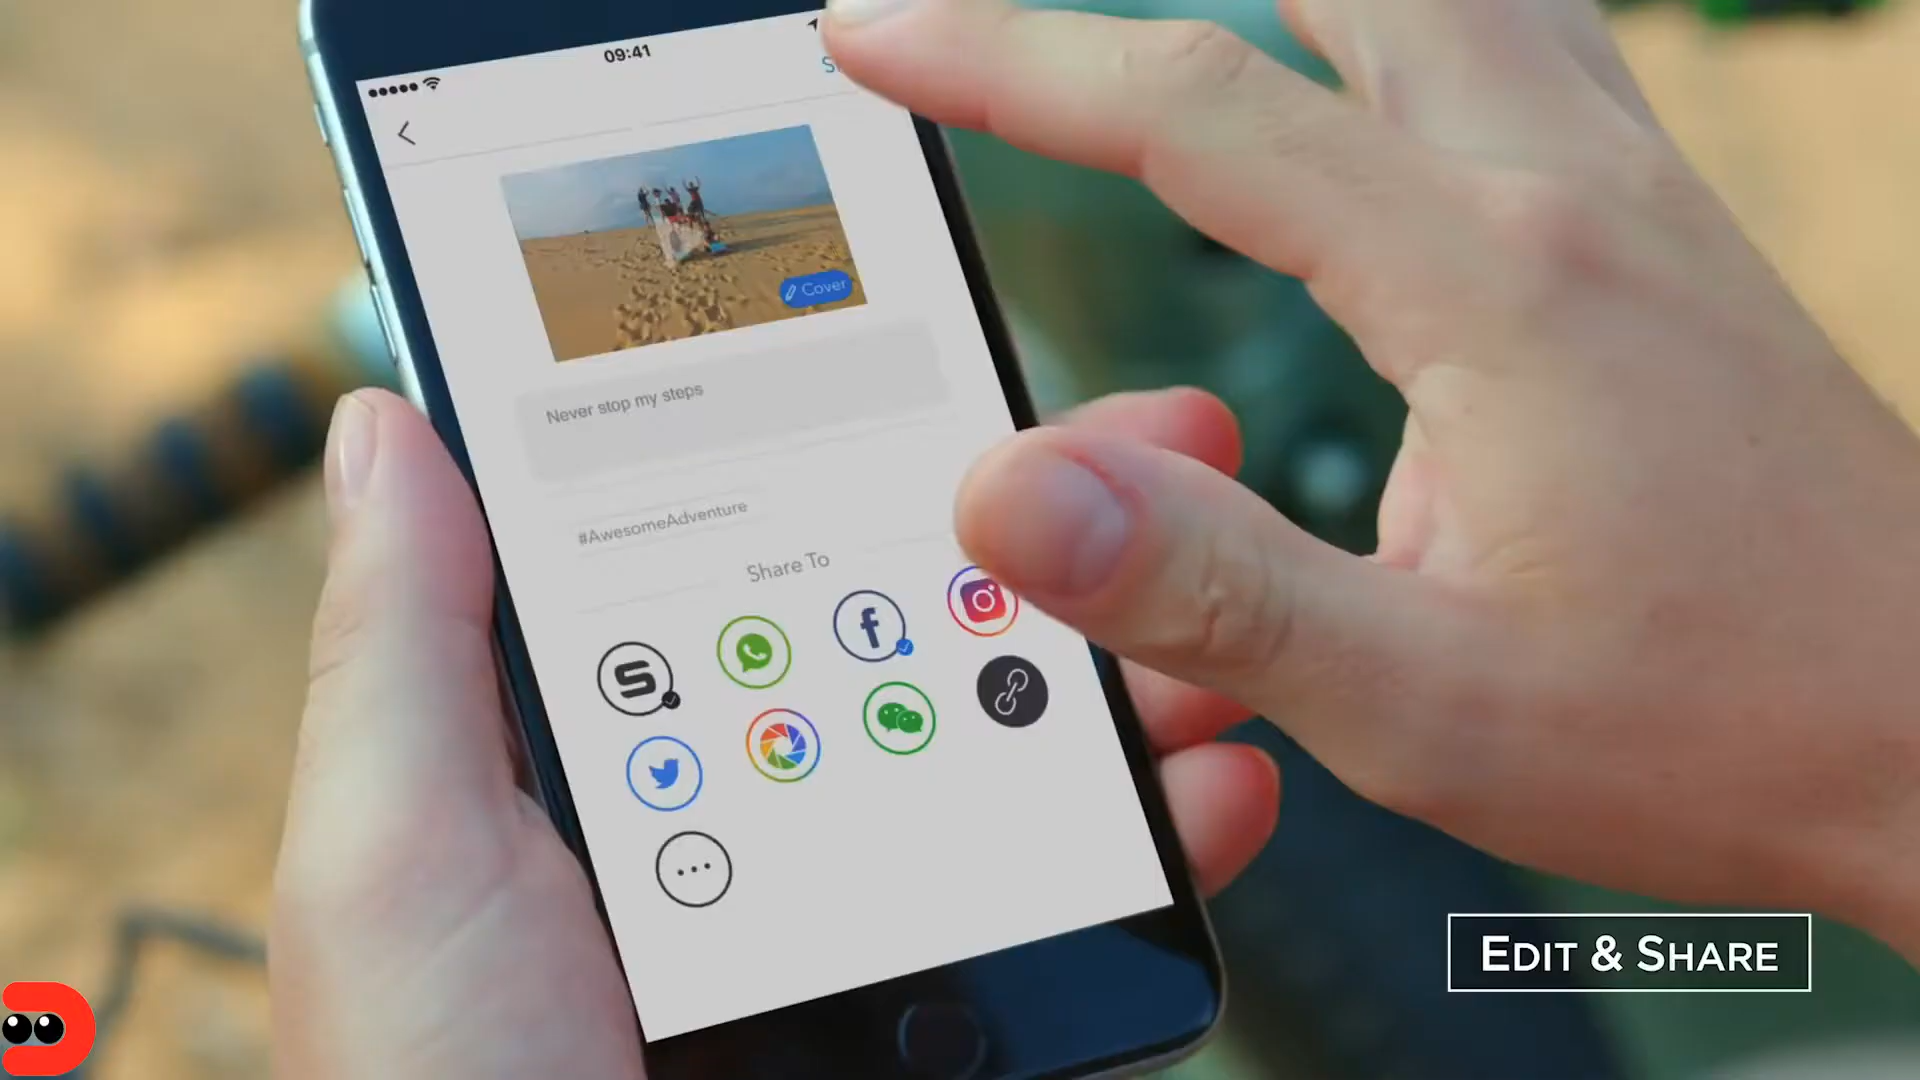 09:41
Cover
Never stop my steps
#AwesomeAdventure
Share To
EDIT & SHARE